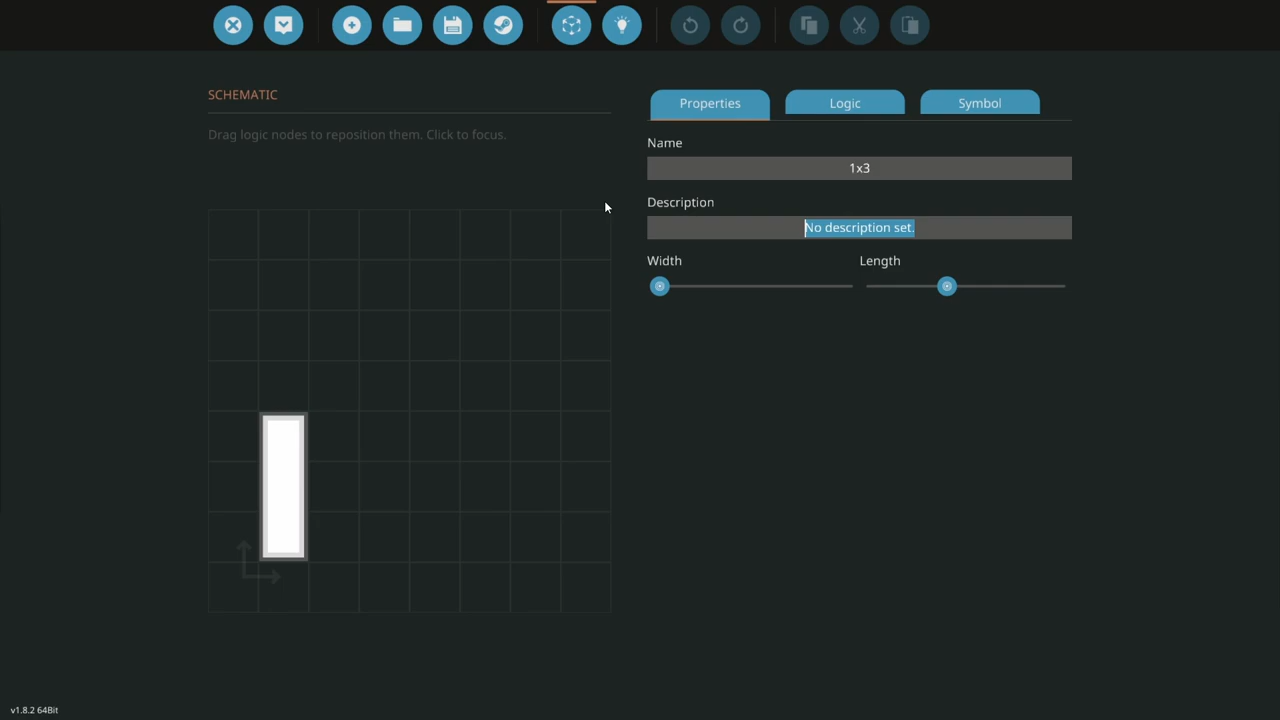 SCHEMATIC
Drag logic nodes to reposition them. Click to focus.
Properties
Logic
Symbol
Name
1x3
Description
No description set.
Width
Length
v1.8.2 64Bit